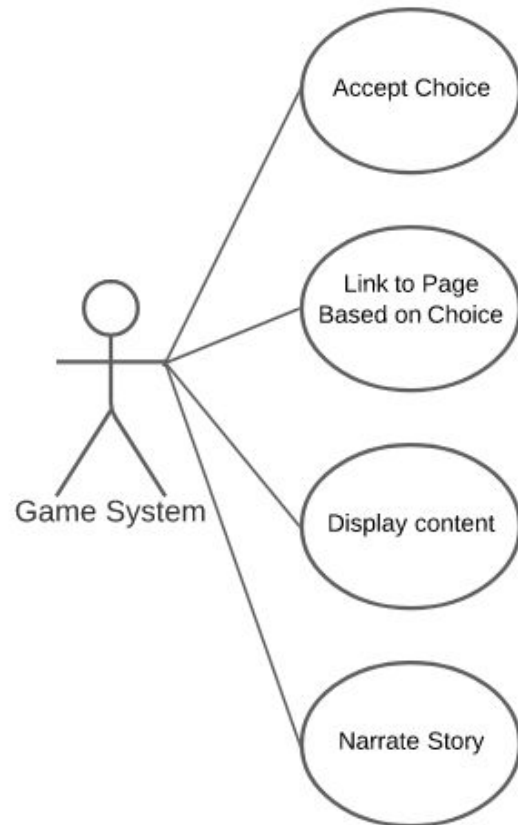 Accept Choice
Link to Page
Based on Choice
Game System
Display content
Narrate Story